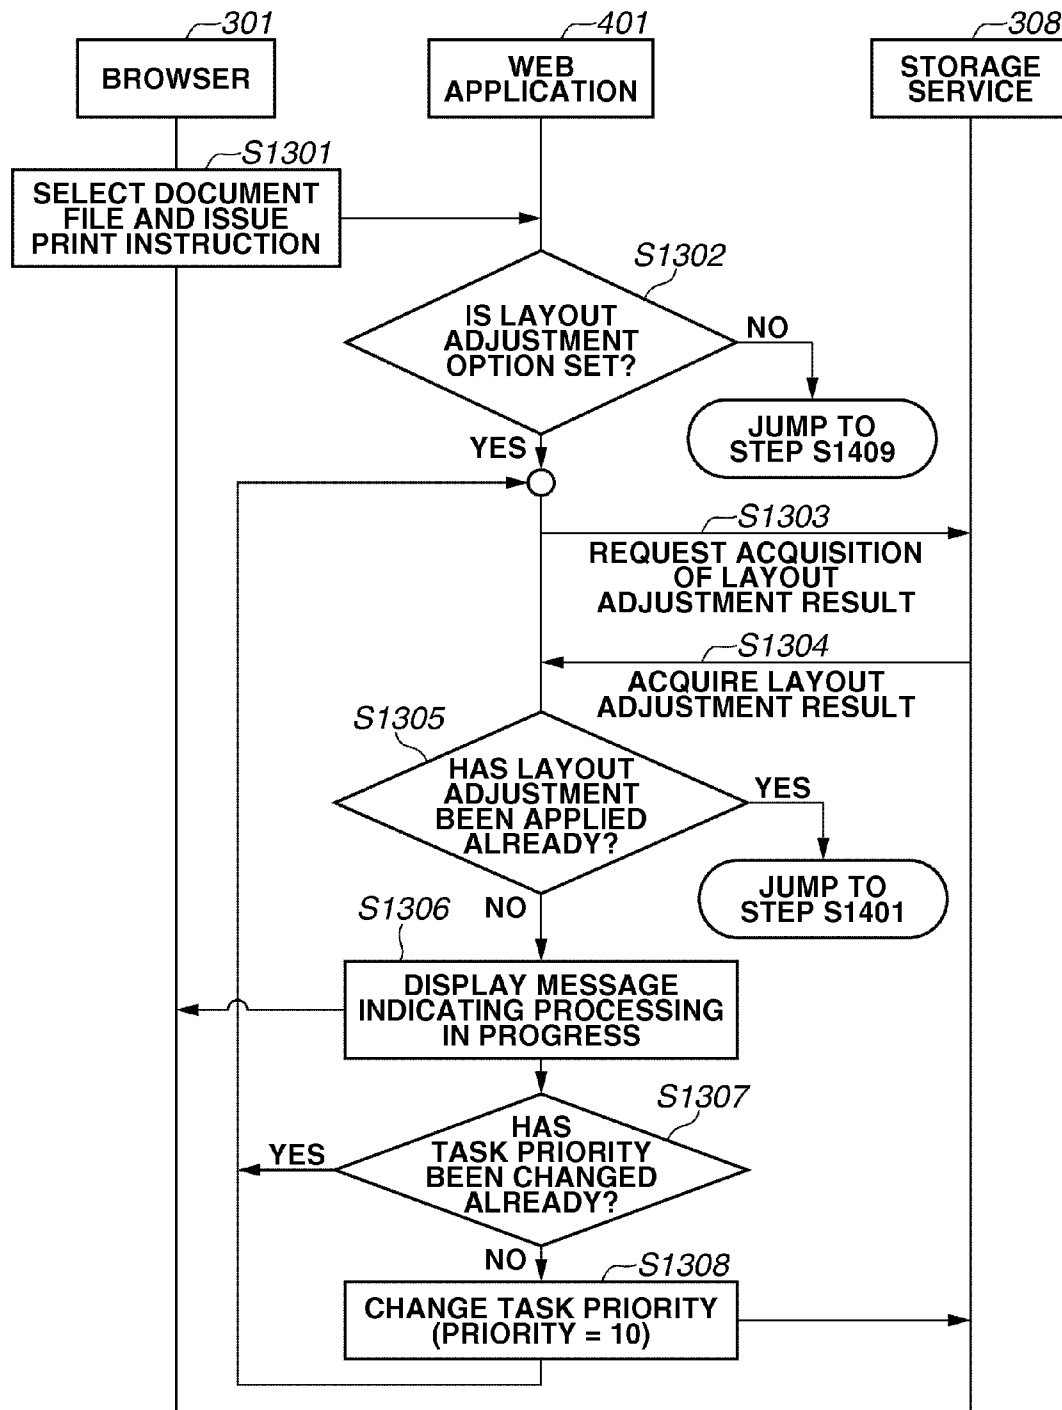 301
401
308
BROWSER
WEB
APPLICATION
STORAGE
SERVICE
S1301
SELECT DOCUMENT
FILE AND ISSUE
PRINT INSTRUCTION
S1302
IS LAYOUT
ADJUSTMENT
OPTION SET?
NO
JUMP TO
STEP S1409
YES
S1303
REQUEST ACQUISITION
OF LAYOUT
ADJUSTMENT RESULT
S1304
ACQUIRE LAYOUT
ADJUSTMENT RESULT
S1305
HAS LAYOUT
ADJUSTMENT
BEEN APPLIED
ALREADY?
YES
JUMP TO
STEP S1401
NO
S1306
DISPLAY MESSAGE
INDICATING PROCESSING
IN PROGRESS
S1307
HAS
TASK PRIORITY
BEEN CHANGED
ALREADY?
YES
NO
S1308
CHANGE TASK PRIORITY
(PRIORITY = 10)